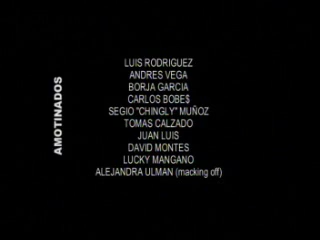 AMOTINADOS
LUIS RODRIGUEZ
ANDRES VEGA
BORJA GARCIA
CARLOS BOBE$
SEGIO "CHINGLY" MUÑOZ
TOMAS CALZADO
JUAN LUIS
DAVID MONTES
LUCKY MANGANO
ALEJANDRA ULMAN (macking off)